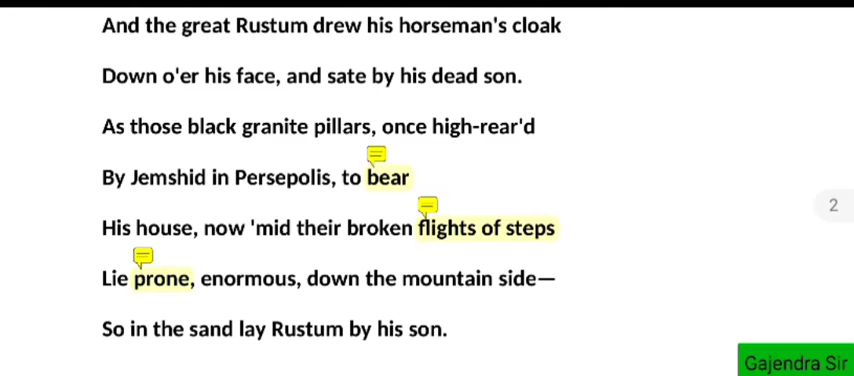 And the great Rustum drew his horseman's cloak
Down o'er his face, and sate by his dead son.
As those black granite pillars, once high-rear'd
By Jemshid in Persepolis, to bear
His house, now 'mid their broken flights of steps
Lie prone, enormous, down the mountain side—
So in the sand lay Rustum by his son.
2
Gajendra Sir